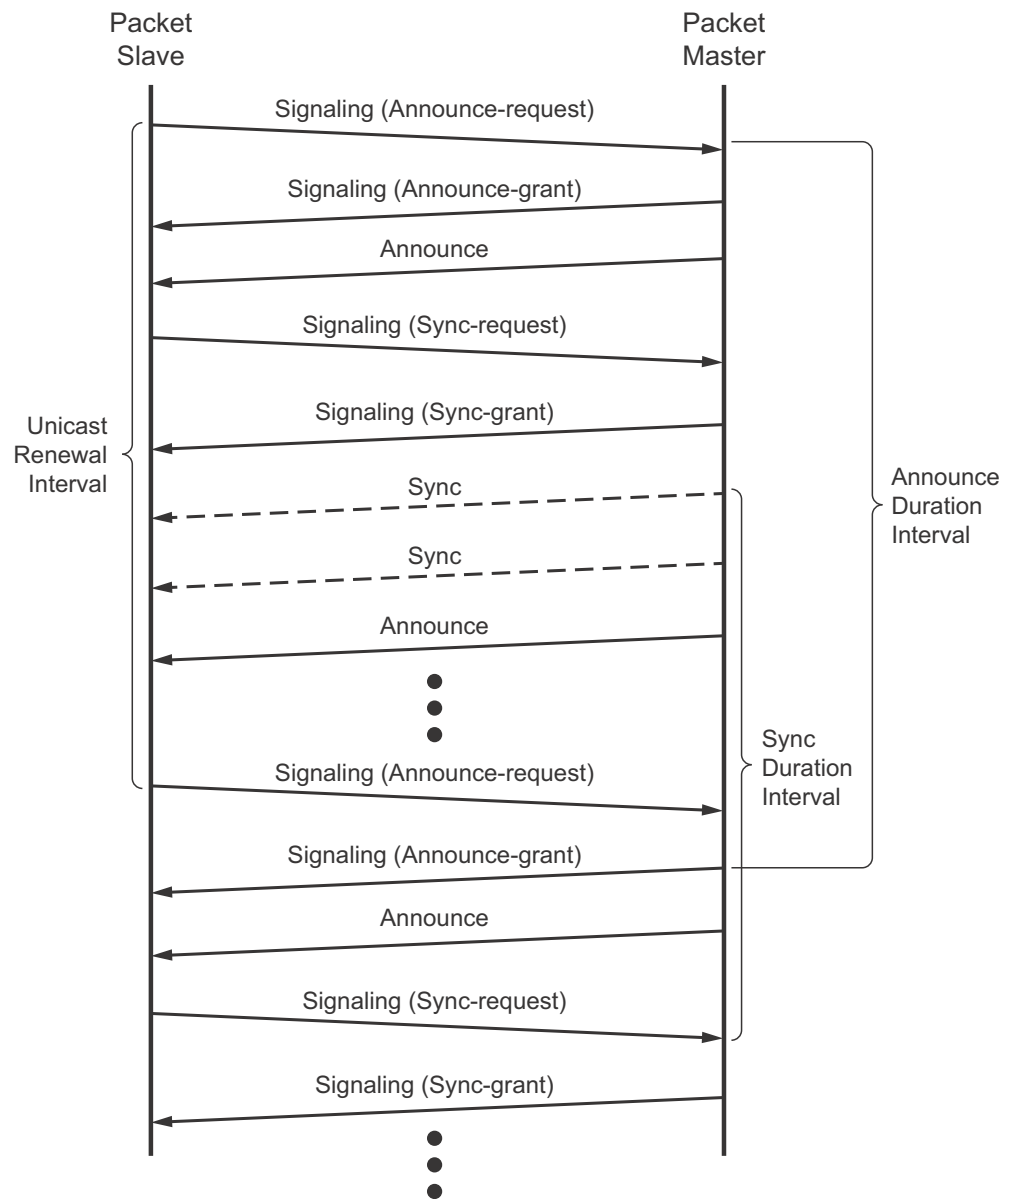 Packet
Slave
Packet
Master
Signaling (Announce-request)
Signaling (Announce-grant)
Announce
Signaling (Sync-request)
Signaling (Sync-grant)
Unicast
Renewal
Interval
Sync
Announce
Duration
Interval
Sync
Announce
Sync
Duration
Interval
Signaling (Announce-request)
Signaling (Announce-grant)
Announce
Signaling (Sync-request)
Signaling (Sync-grant)